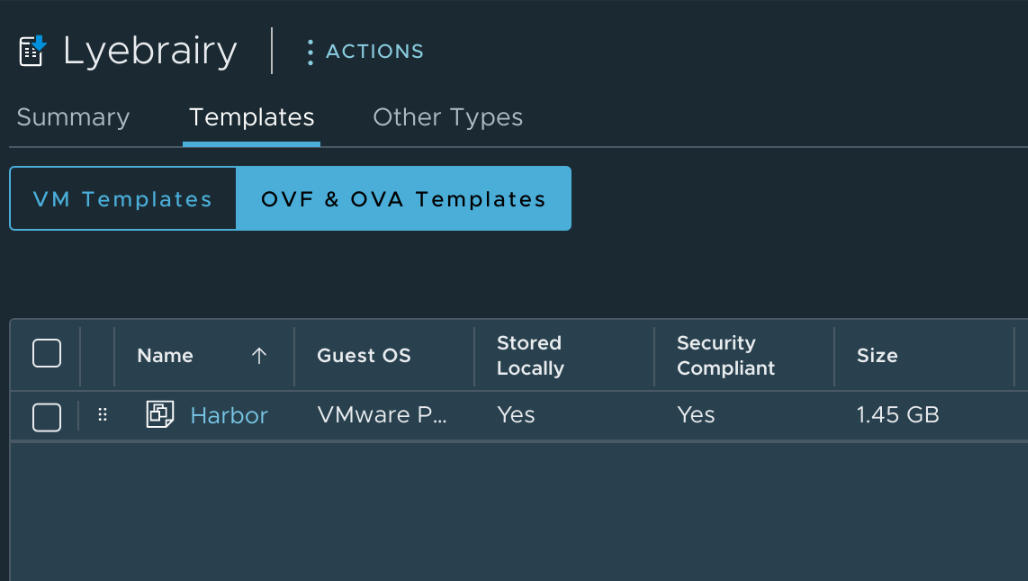 Lyebrairy
ACTIONS
Summary Templates Other Types
VM Templates OVF & OVA Templates
Name Guest OS Stored Locally Security Compliant Size
Harbor VMware P... Yes Yes 1.45 GB